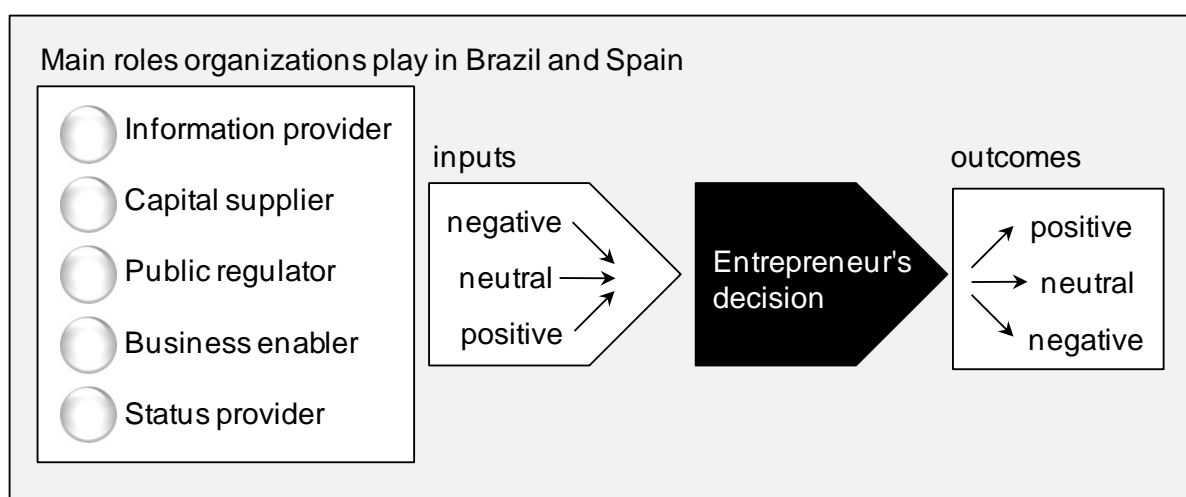 Main roles organizations play in Brazil and Spain
Information provider
Capital supplier
Public regulator
Business enabler
Status provider
inputs
negative
neutral
positive
Entrepreneur's
decision
outcomes
positive
neutral
negative